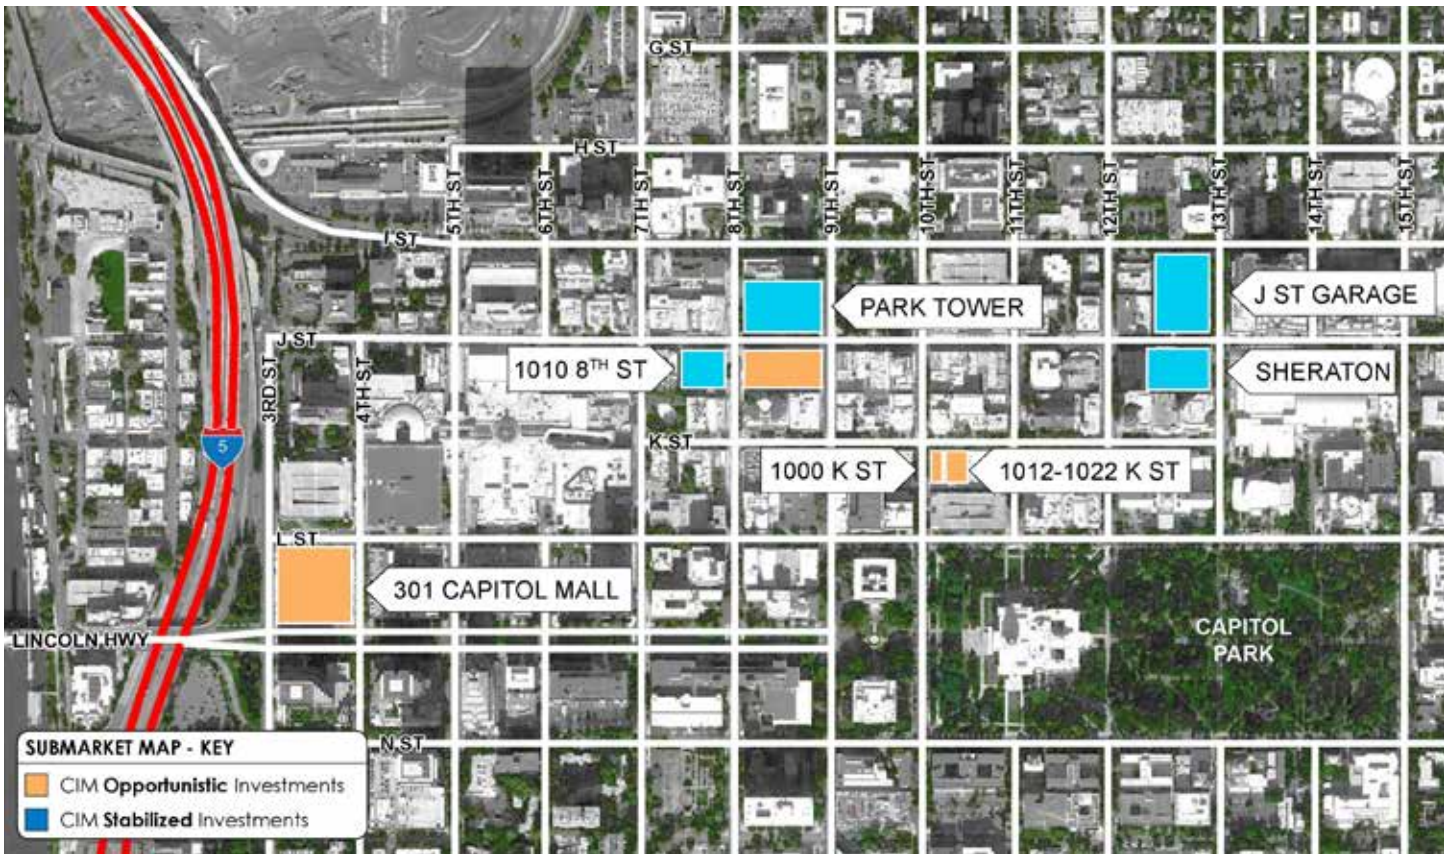 G ST
H ST
5TH ST
6TH ST
7TH ST
8TH ST
9TH ST
10TH ST
11TH ST
12TH ST
13TH ST
14TH ST
15TH ST
I ST
PARK TOWER
J ST GARAGE
J ST
3RD ST
4TH ST
1010 8TH ST
SHERATON
5
K ST
1000 K ST
1012-1022 K ST
L ST
301 CAPITOL MALL
LINCOLN HWY
CAPITOL
PARK
N ST
SUBMARKET MAP - KEY
CIM Opportunistic Investments
CIM Stabilized Investments